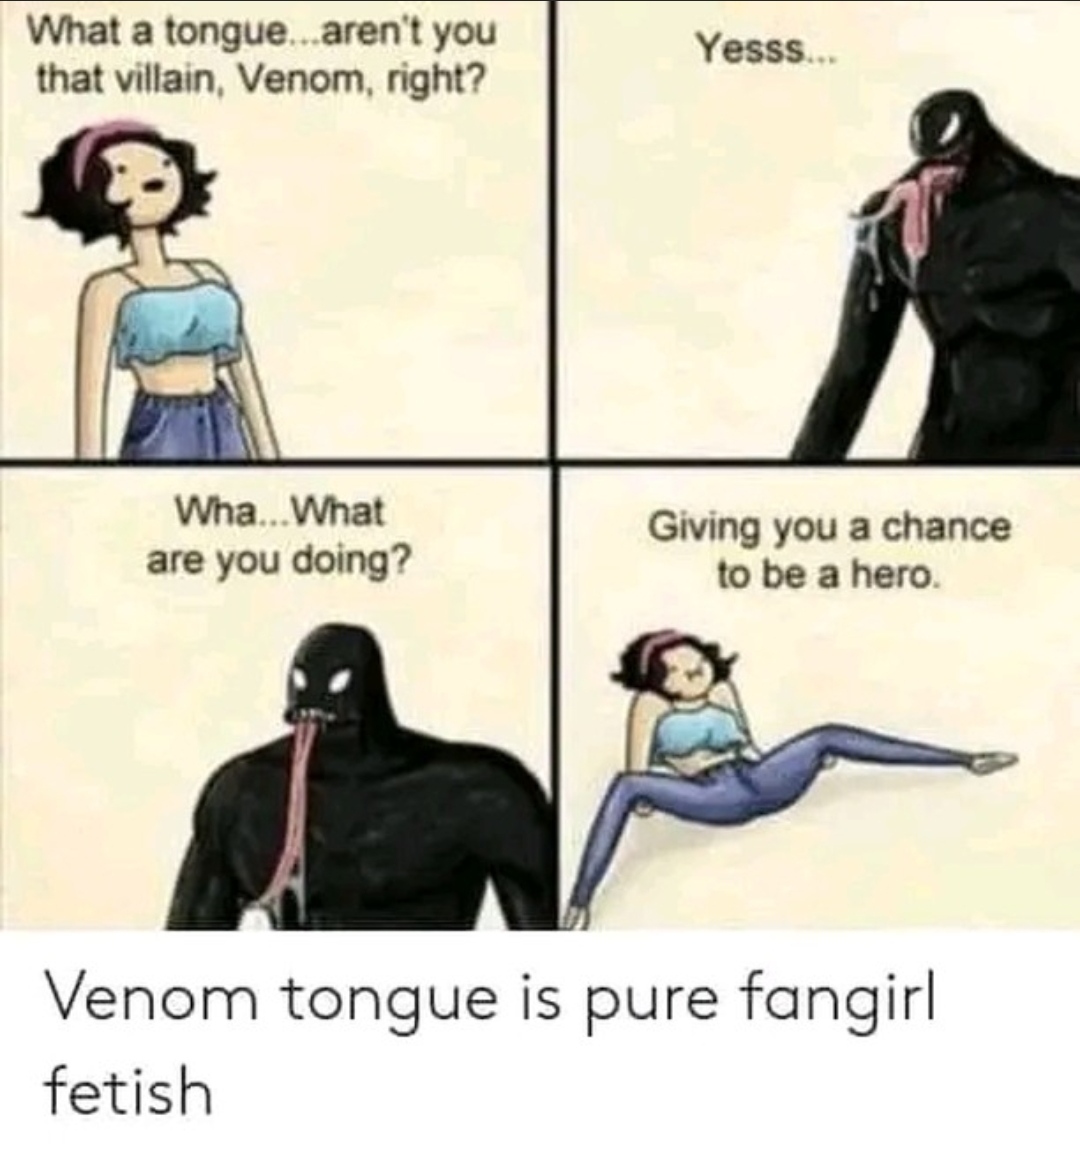 What a tongue...aren't you
that villain, Venom, right?
Yesss...
Wha...What
are you doing?
Giving you a chance
to be a hero.
Venom tongue is pure fangirl
fetish